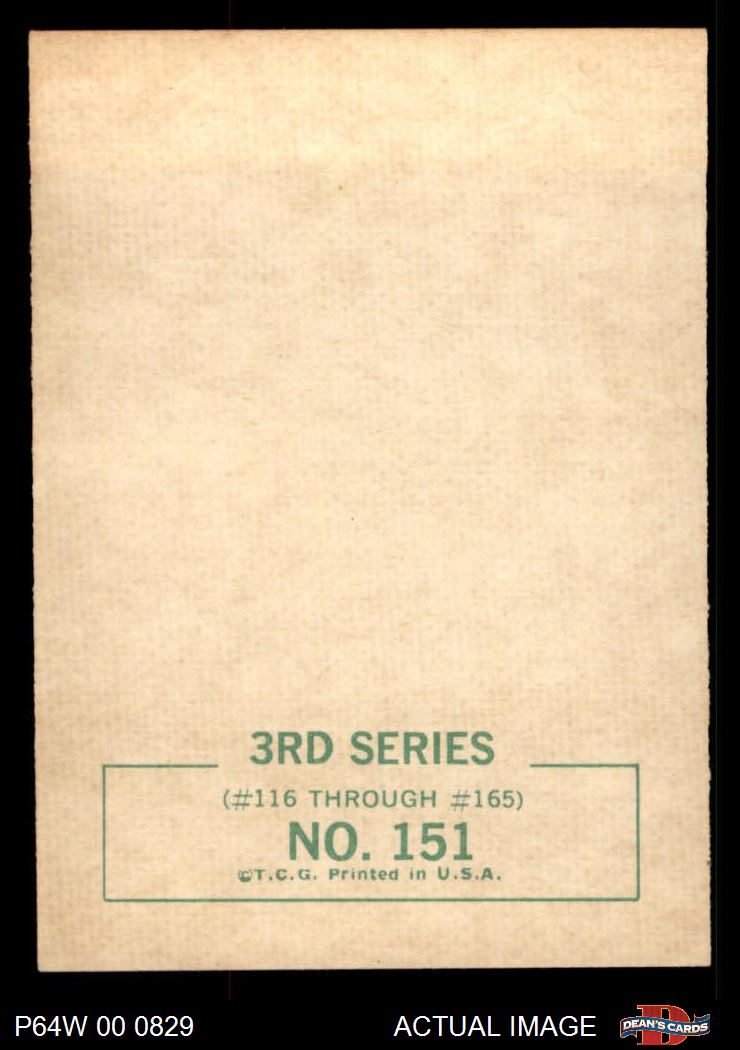 3RD SERIES
(#116 THROUGH #165)
NO. 151
©T.C.G. Printed in U.S.A.
P64W 00 0829
ACTUAL IMAGE
D
DEAN'S CARDS